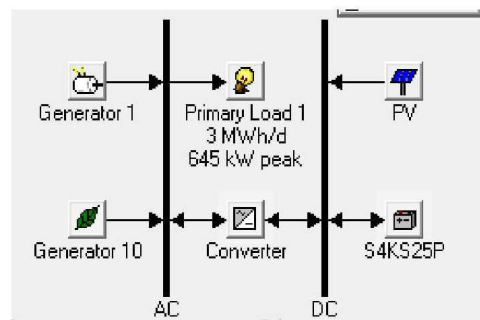 Generator 1
Primary Load 1
3 MWh/d
645 kW peak
PV
Generator 10
Converter
S4KS25P
AC
DC